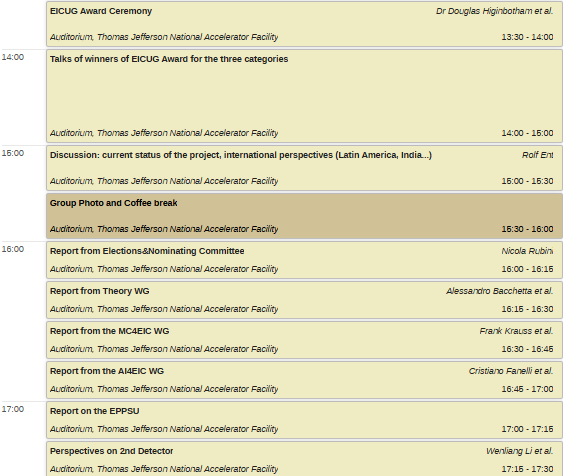 EICUG Award Ceremony Dr Douglas Higinbotham et al.
Auditorium, Thomas Jefferson National Accelerator Facility 13:30 - 14:00
14:00 Talks of winners of EICUG Award for the three categories
Auditorium, Thomas Jefferson National Accelerator Facility 14:00 - 15:00
15:00 Discussion: current status of the project, international perspectives (Latin America, India...) Rolf Ent
Auditorium, Thomas Jefferson National Accelerator Facility 15:00 - 15:30
Group Photo and Coffee break
Auditorium, Thomas Jefferson National Accelerator Facility 15:30 - 16:00
16:00 Report from Elections&Nominating Committee Nicola Rubini
Auditorium, Thomas Jefferson National Accelerator Facility 16:00 - 16:15
Report from Theory WG Alessandro Bacchetta et al.
Auditorium, Thomas Jefferson National Accelerator Facility 16:15 - 16:30
Report from the MC4EIC WG Frank Krauss et al.
Auditorium, Thomas Jefferson National Accelerator Facility 16:30 - 16:45
Report from the AI4EIC WG Cristiano Fanelli et al.
Auditorium, Thomas Jefferson National Accelerator Facility 16:45 - 17:00
17:00 Report on the EPPSU
Auditorium, Thomas Jefferson National Accelerator Facility 17:00 - 17:15
Perspectives on 2nd Detector Wenliang Li et al.
Auditorium, Thomas Jefferson National Accelerator Facility 17:15 - 17:30